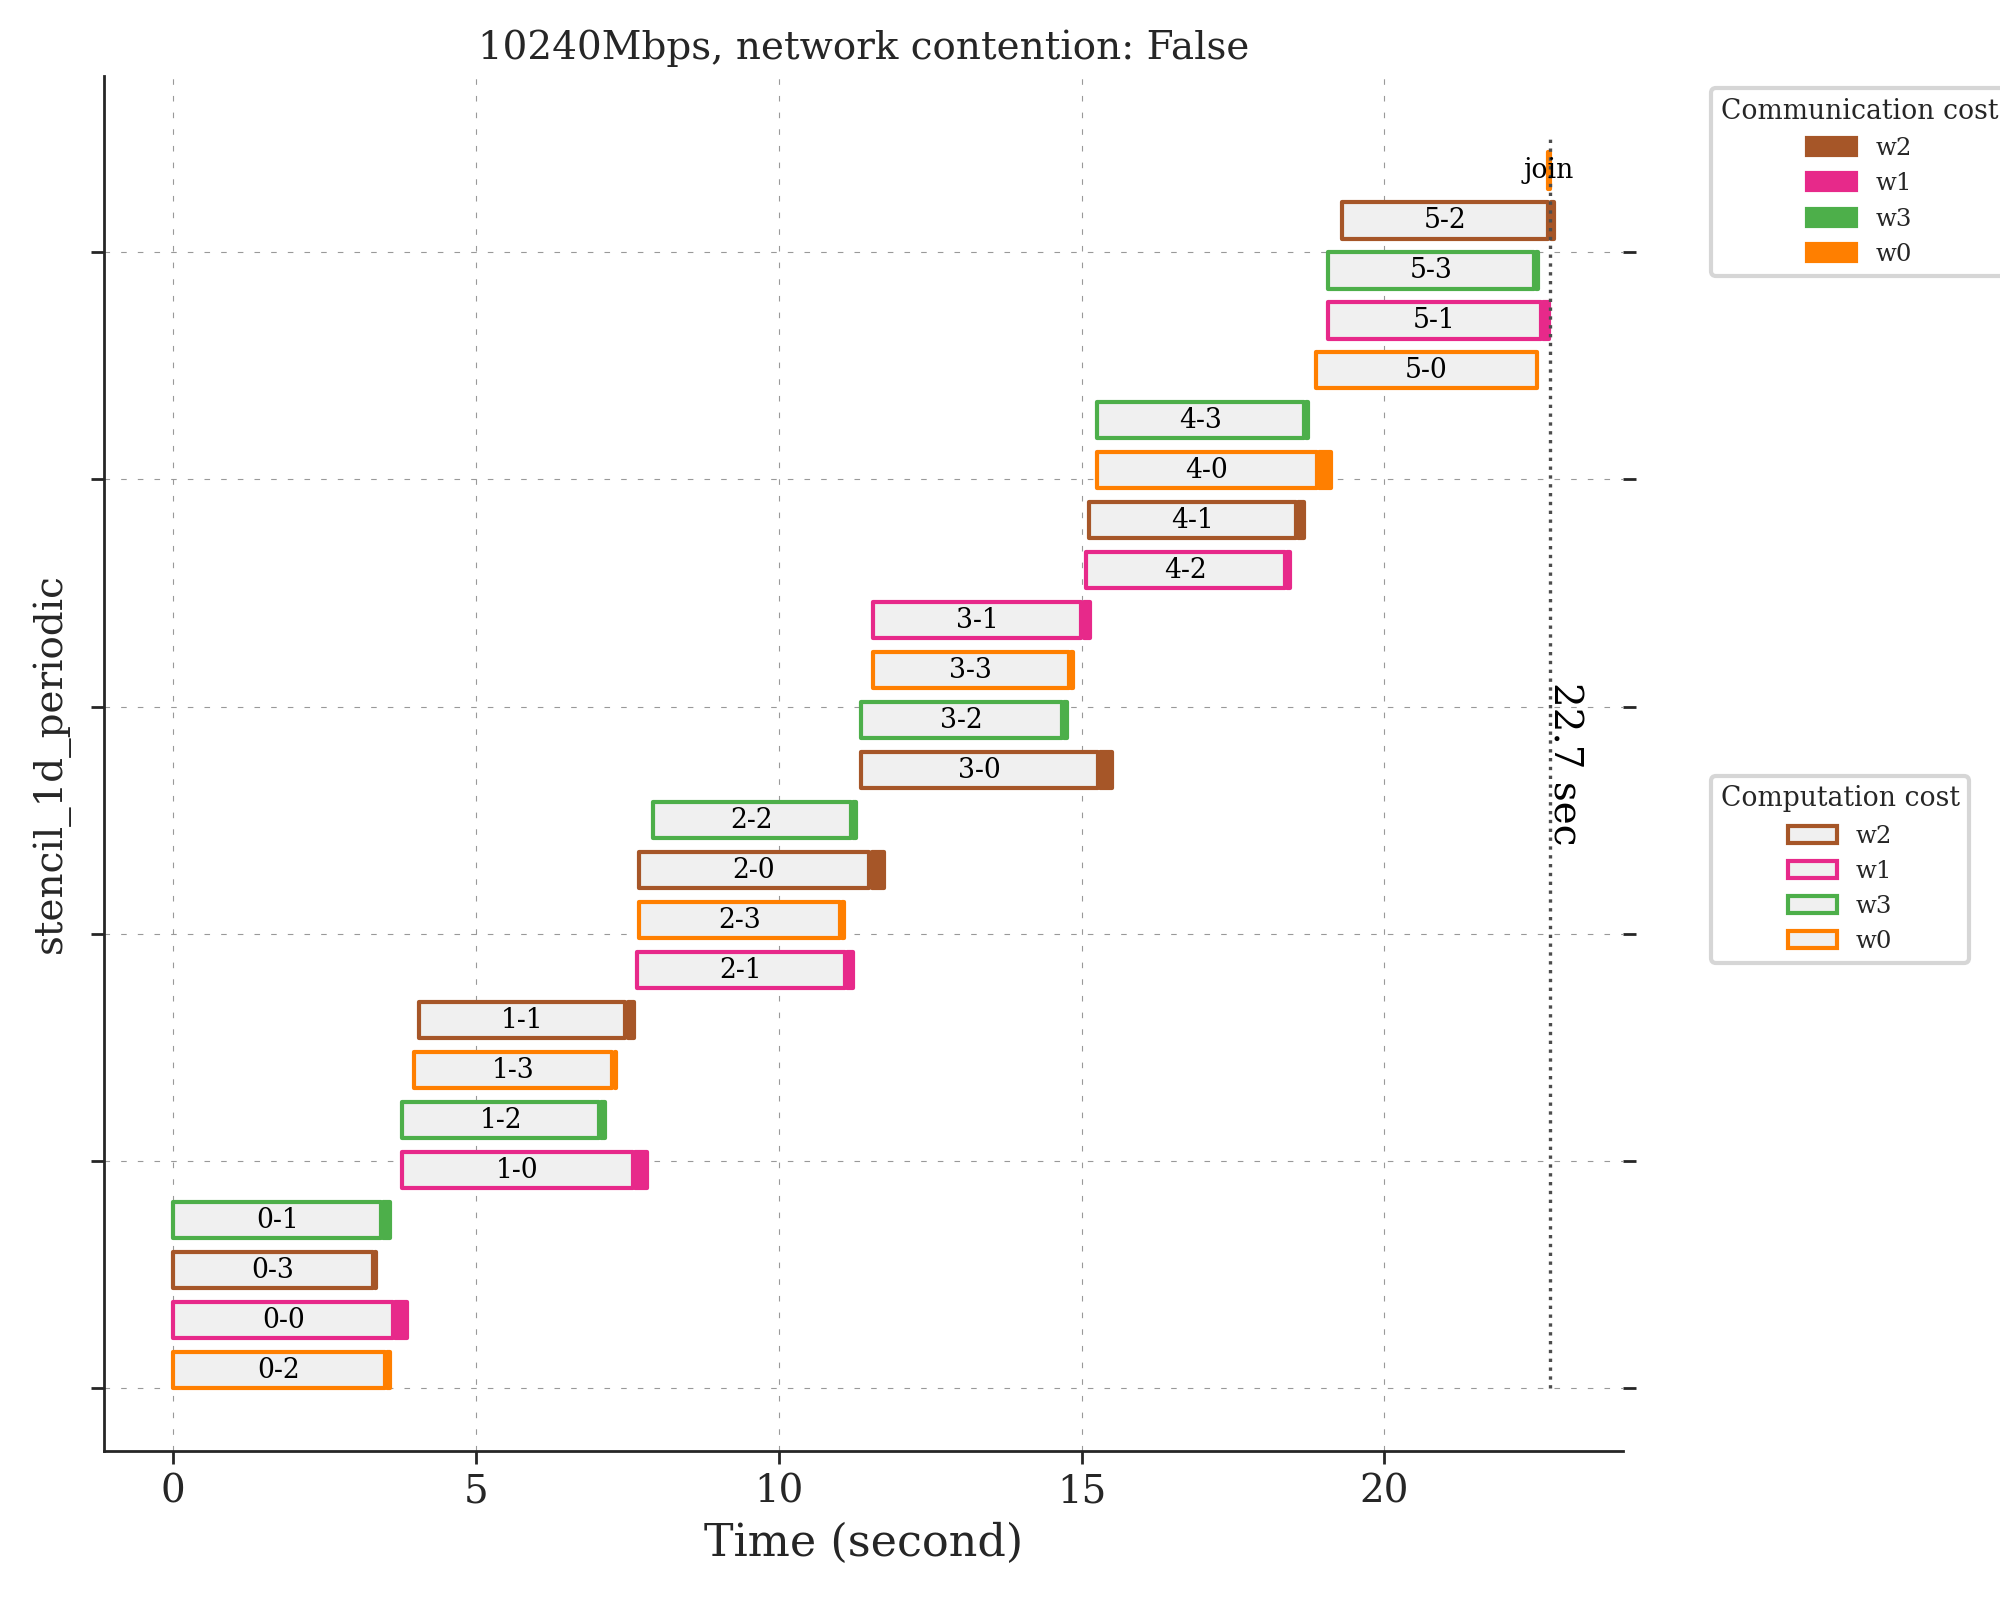 10240Mbps, network contention: False
Communication cost
w2
w1
w3
w0
join
5-2
5-3
5-1
5-0
4-3
4-0
4-1
4-2
3-1
3-3
3-2
3-0
2-2
2-0
2-3
2-1
1-1
1-3
1-2
1-0
0-1
0-3
0-0
0-2
22.7 sec
Computation cost
w2
w1
w3
w0
stencil_1d_periodic
0 5 10 15 20
Time (second)